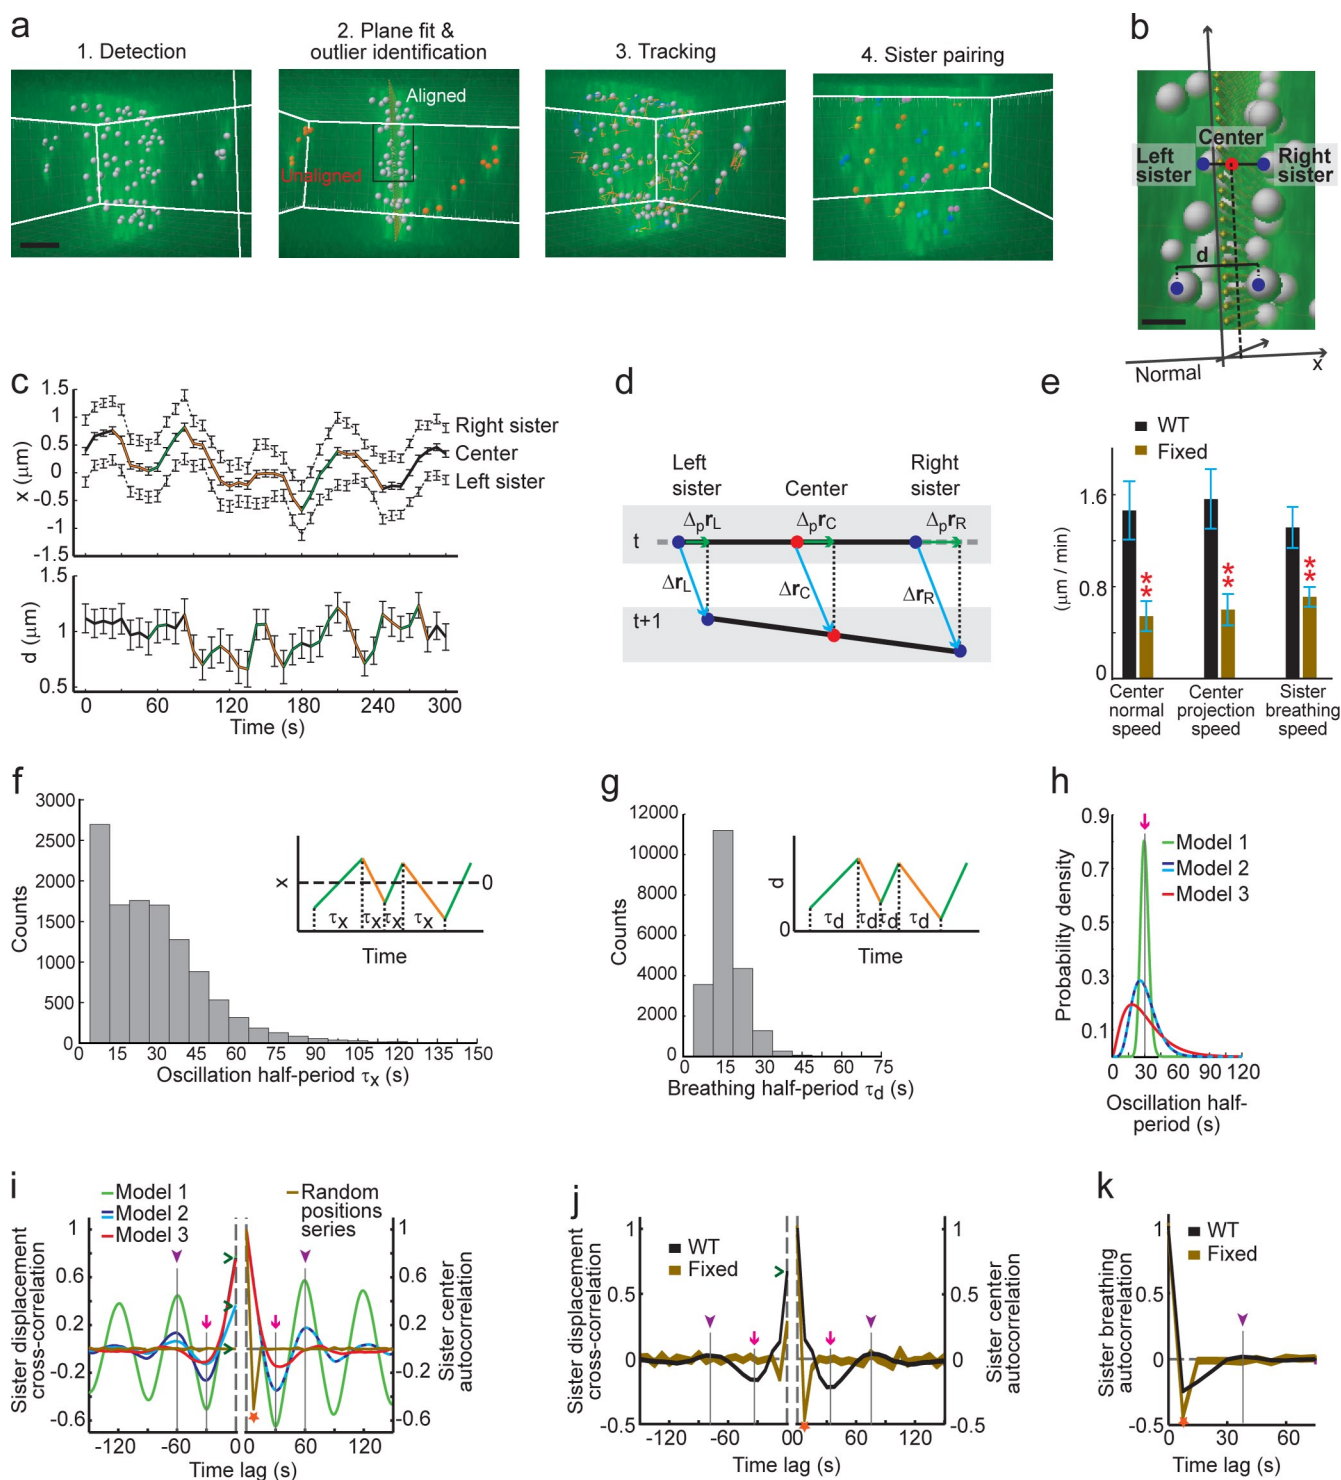 a
1. Detection
2. Plane fit &
outlier identification
3. Tracking
4. Sister pairing
Aligned
Unaligned
b
Center
Left
sister
Right
sister
d
Normal
x
c
x (µm)
1.5
1
0.5
0
-0.5
-1
-1.5
Right sister
Center
Left sister
d (µm)
1
0.5
0 60 120 180 240 300
Time (s)
d
Left
sister
Center
Right
sister
t
ΔprL
ΔprC
ΔprR
ΔrL
ΔrC
ΔrR
t+1
e
WT
Fixed
(µm / min)
1.6
0.8
0
** ** **
Center
normal
speed
Center
projection
speed
Sister
breathing
speed
f
Counts
3000
2500
2000
1500
1000
500
0
15 30 45 60 75 90 105 120 135 150
Oscillation half-period τx (s)
x
0
τx τx τx τx
Time
g
Counts
12000
10000
8000
6000
4000
2000
0
15 30 45 60 75
Breathing half-period τd (s)
d
0
τd τd τd τd
Time
h
Probability density
0.9
0.7
0.5
0.3
0.1
Model 1
Model 2
Model 3
0 30 60 90 120
Oscillation half-
period (s)
i
Model 1
Model 2
Model 3
Random
positions
series
Sister displacement
cross-correlation
1
0.6
0.2
-0.2
-0.6
1
0.6
0.2
-0.2
-0.6
Sister center
autocorrelation
-120 -60 0 0 60 120
Time lag (s)
j
WT
Fixed
Sister displacement
cross-correlation
1
0.5
0
-0.5
1
0.5
0
-0.5
Sister center
autocorrelation
-120 -60 0 0 60 150
Time lag (s)
k
WT
Fixed
Sister breathing
autocorrelation
1
0.5
0
-0.5
0 30 60
Time lag (s)